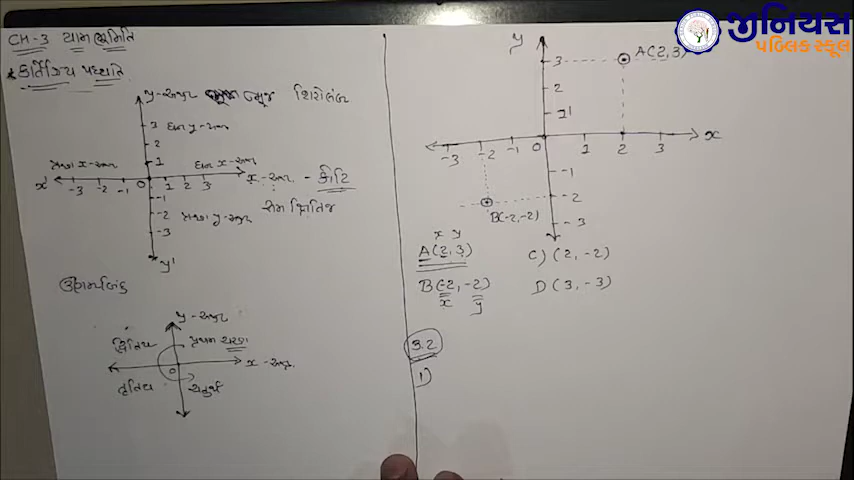 જીનિયસ
પબ્લિક સ્કૂલ
CH-3 યામ ભૂમિતિ
* કાર્તેઝિય પધ્ધતિ
y-અક્ષ ભૂજ શિરોલંબ
3 ધન y-અક્ષ
2
1
ઋણ x-અક્ષ ધન x-અક્ષ
x' -3 -2 -1 0 1 2 3 x-અક્ષ - કોટિ
-1
-2 ઋણ y-અક્ષ સમક્ષિતિજ
-3
y'
ઉગમબિંદુ
y-અક્ષ
દ્વિતિય પ્રથમ ચરણ
0 x-અક્ષ
તૃતિય ચતુર્થ
y
3 A(2,3)
2
1
-3 -2 -1 0 1 2 3 x
-1
-2
B(-2,-2)
-3
x y
A(2,3) C) (2, -2)
B(-2, -2) D (3, -3)
x y
3.2
1)